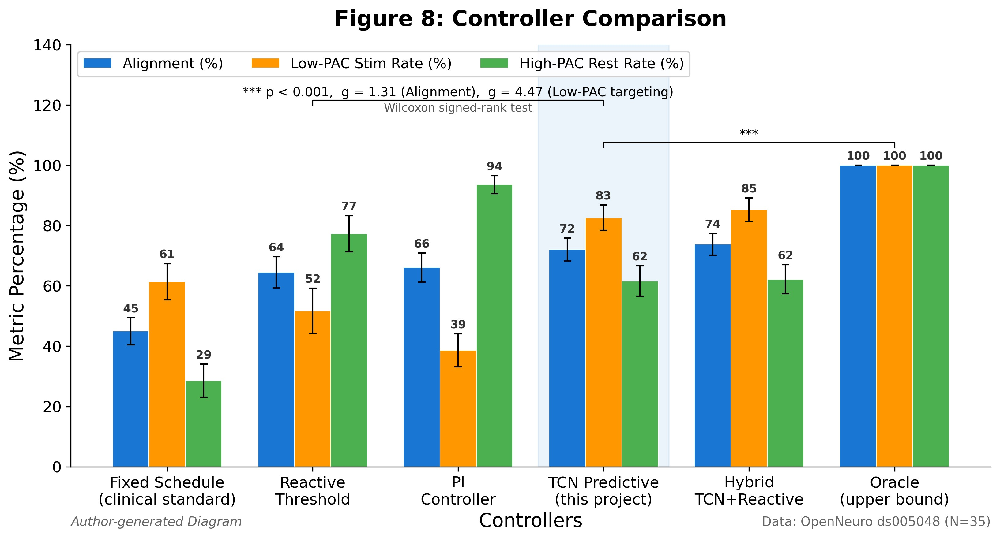 Figure 8: Controller Comparison
140
120
100
80
60
40
20
0
Metric Percentage (%)
Alignment (%)
Low-PAC Stim Rate (%)
High-PAC Rest Rate (%)
*** p < 0.001, g = 1.31 (Alignment), g = 4.47 (Low-PAC targeting)
Wilcoxon signed-rank test
***
45
61
29
64
52
77
66
39
94
72
83
62
74
85
62
100
100
100
Fixed Schedule
(clinical standard)
Reactive
Threshold
PI
Controller
TCN Predictive
(this project)
Hybrid
TCN+Reactive
Oracle
(upper bound)
Controllers
Author-generated Diagram
Data: OpenNeuro ds005048 (N=35)